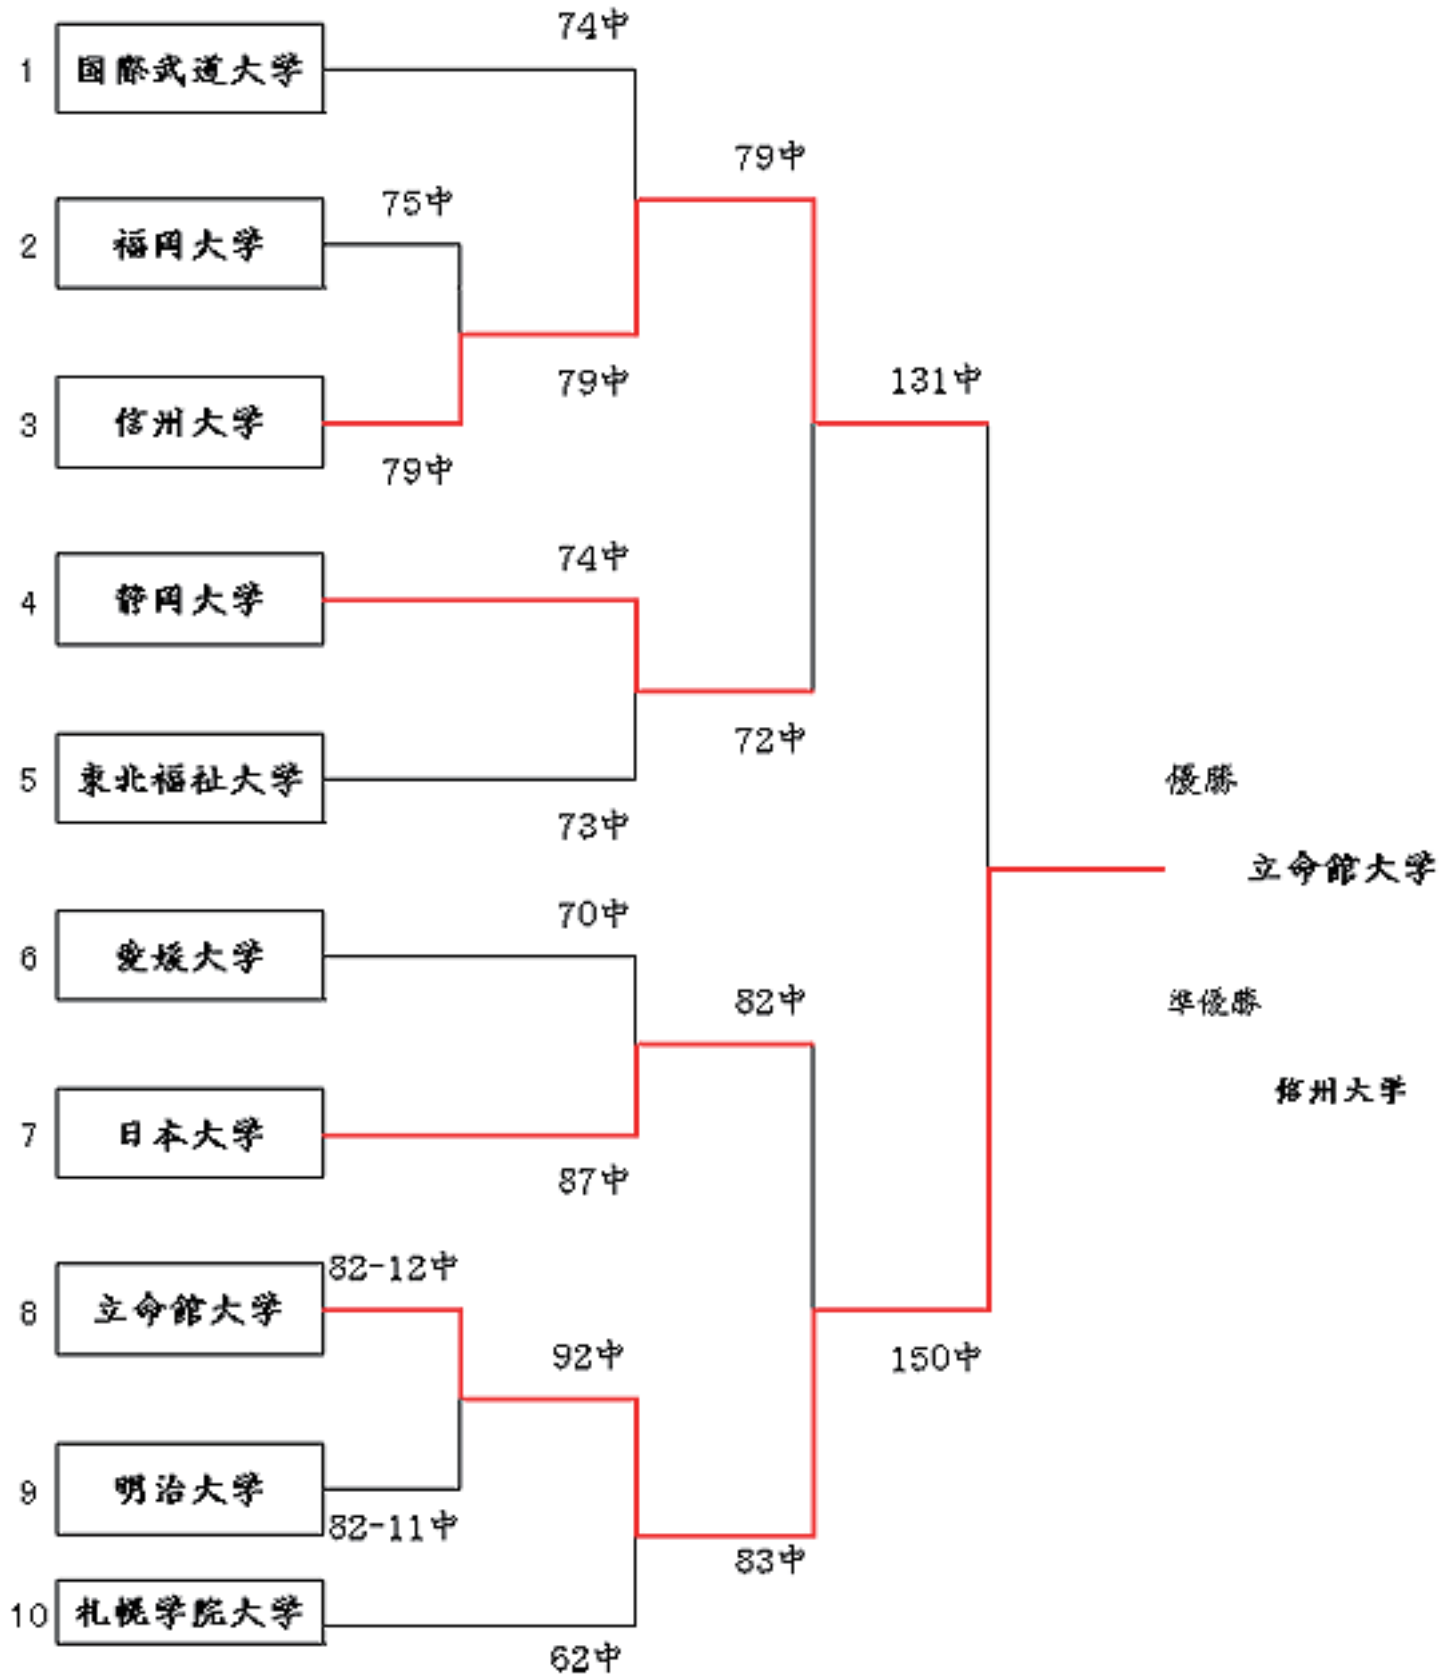 74中
1 国際武道大学
79中
75中
2 福岡大学
79中
131中
3 信州大学
79中
74中
4 静岡大学
72中
5 東北福祉大学
優勝
73中
立命館大学
70中
6 愛媛大学
82中
準優勝
信州大学
7 日本大学
87中
82-12中
8 立命館大学
92中
150中
9 明治大学
82-11中
83中
10 札幌学院大学
62中